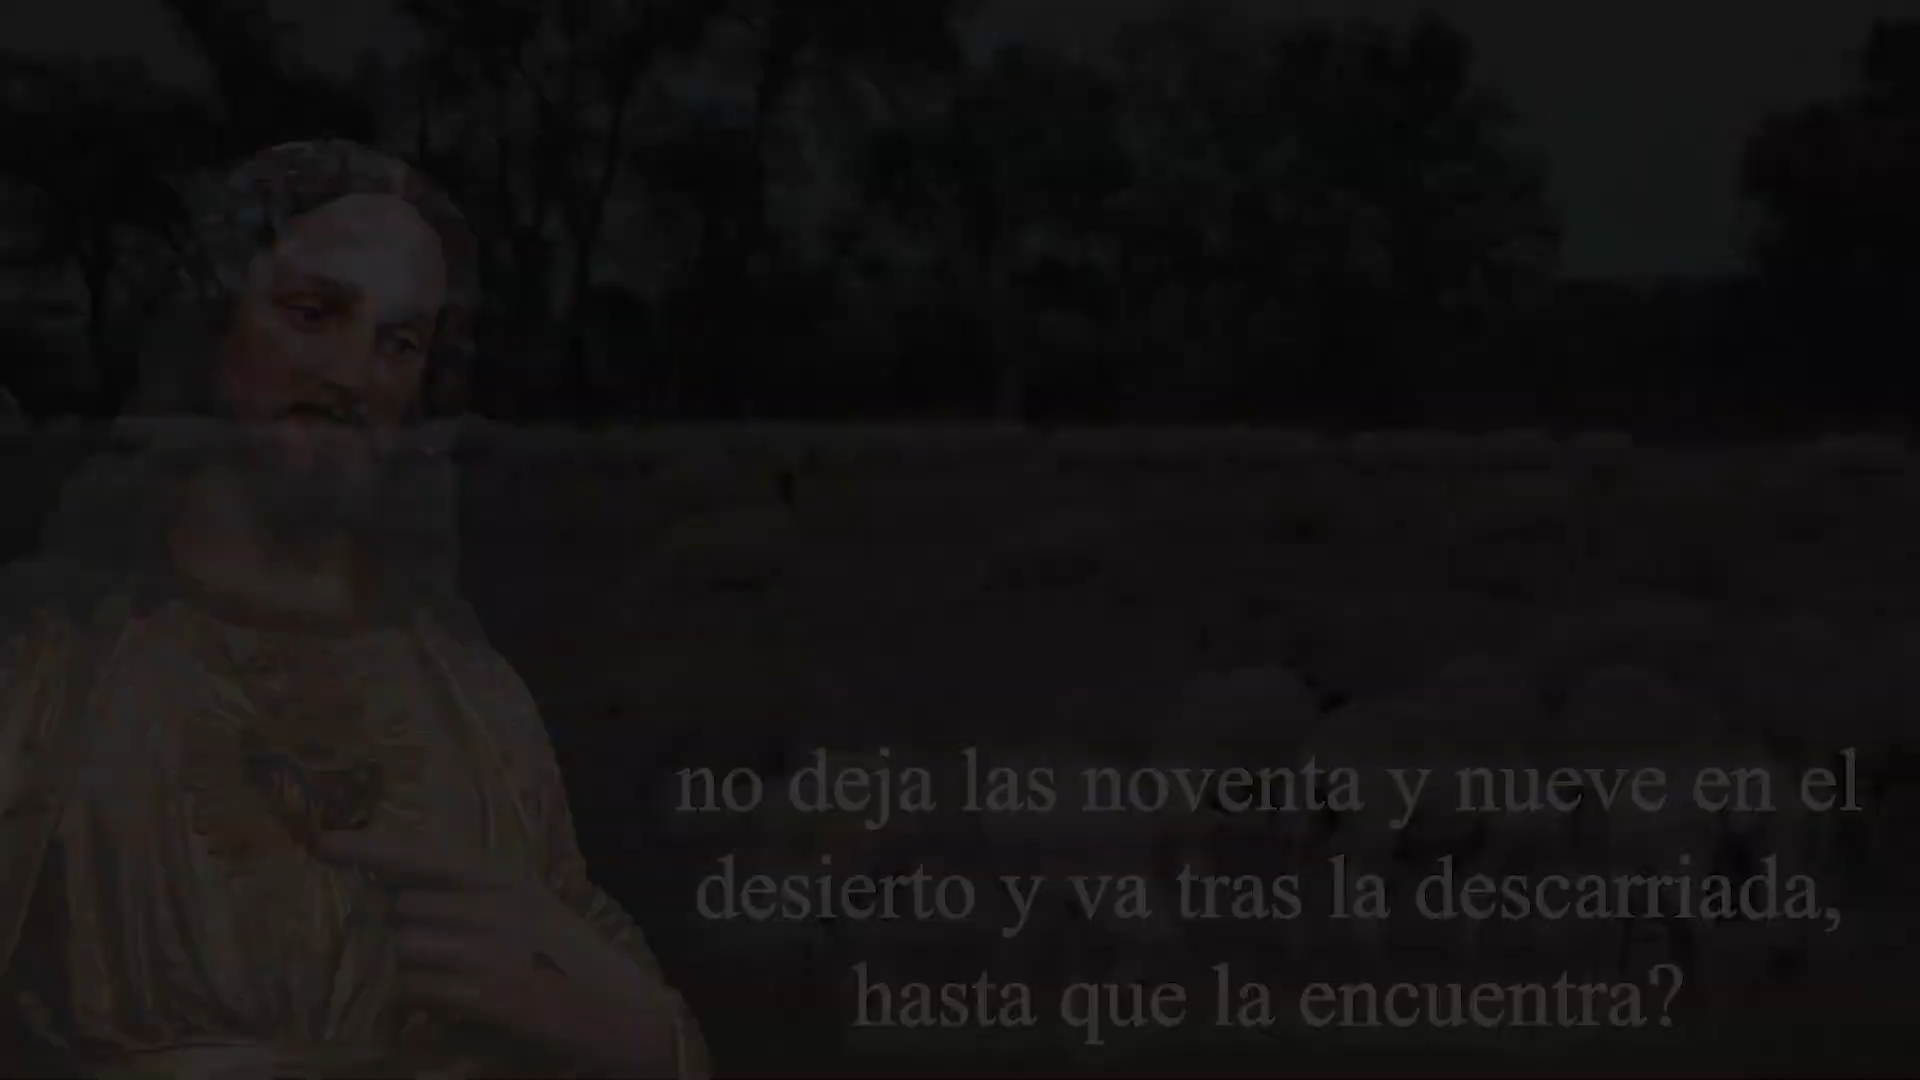 no deja las noventa y nueve en el
desierto y va tras la descarriada,
hasta que la encuentra?